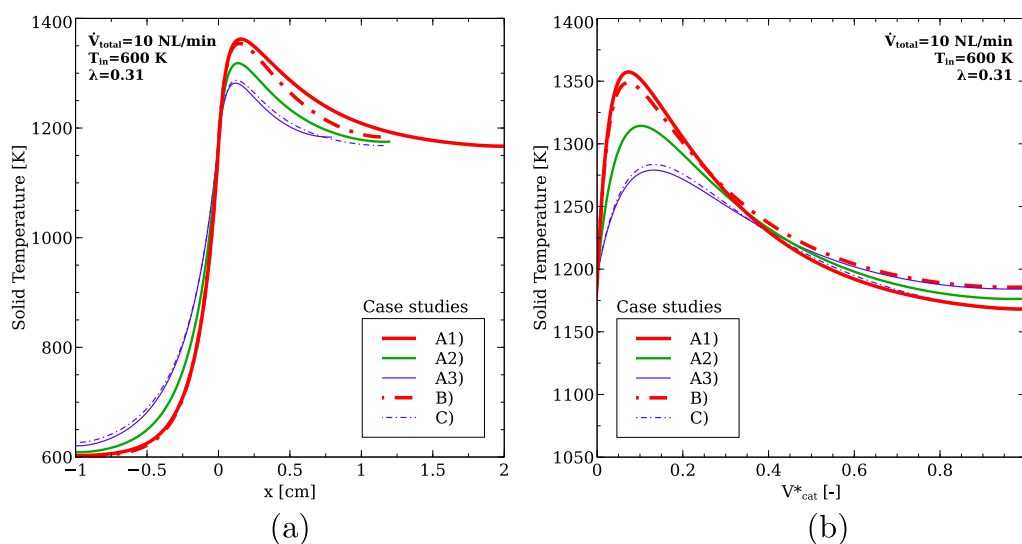 1400
1200
1000
800
600
Solid Temperature [K]
V̇total=10 NL/min
Tin=600 K
λ=0.31
Case studies
A1)
A2)
A3)
B)
C)
−1 −0.5 0 0.5 1 1.5 2
x [cm]
(a)
1400
1350
1300
1250
1200
1150
1100
1050
Solid Temperature [K]
V̇total=10 NL/min
Tin=600 K
λ=0.31
Case studies
A1)
A2)
A3)
B)
C)
0 0.2 0.4 0.6 0.8
V*cat [-]
(b)